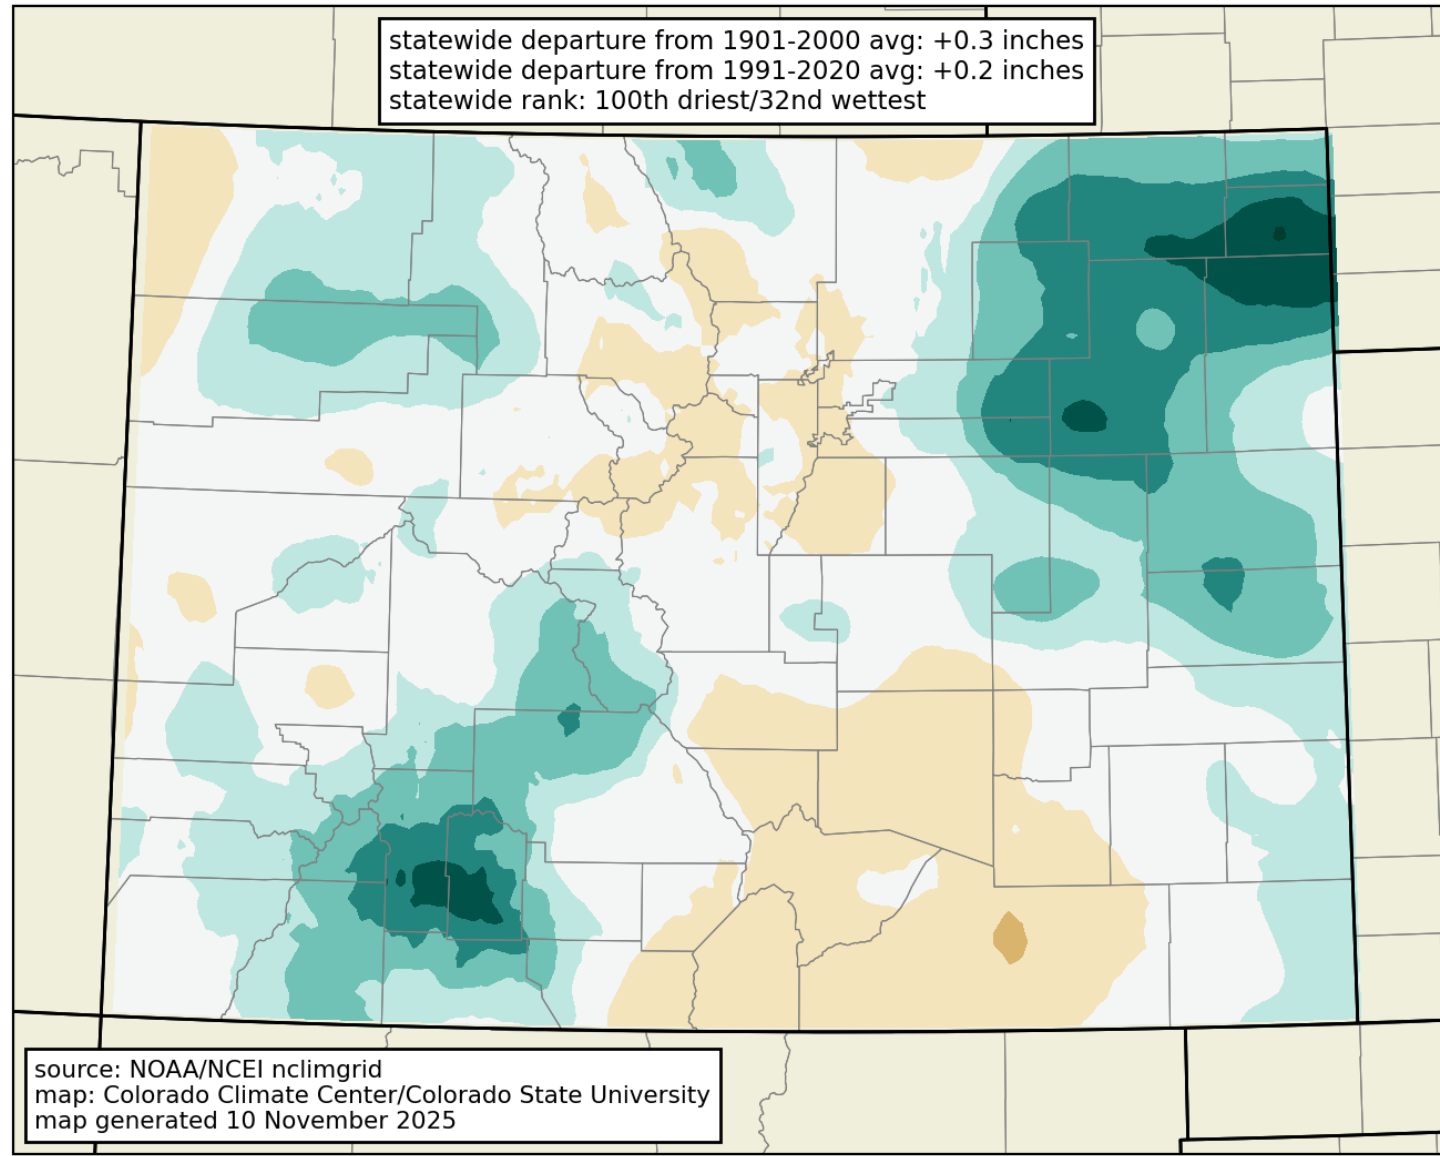 statewide departure from 1901-2000 avg: +0.3 inches
statewide departure from 1991-2020 avg: +0.2 inches
statewide rank: 100th driest/32nd wettest
source: NOAA/NCEI nclimgrid
map: Colorado Climate Center/Colorado State University
map generated 10 November 2025